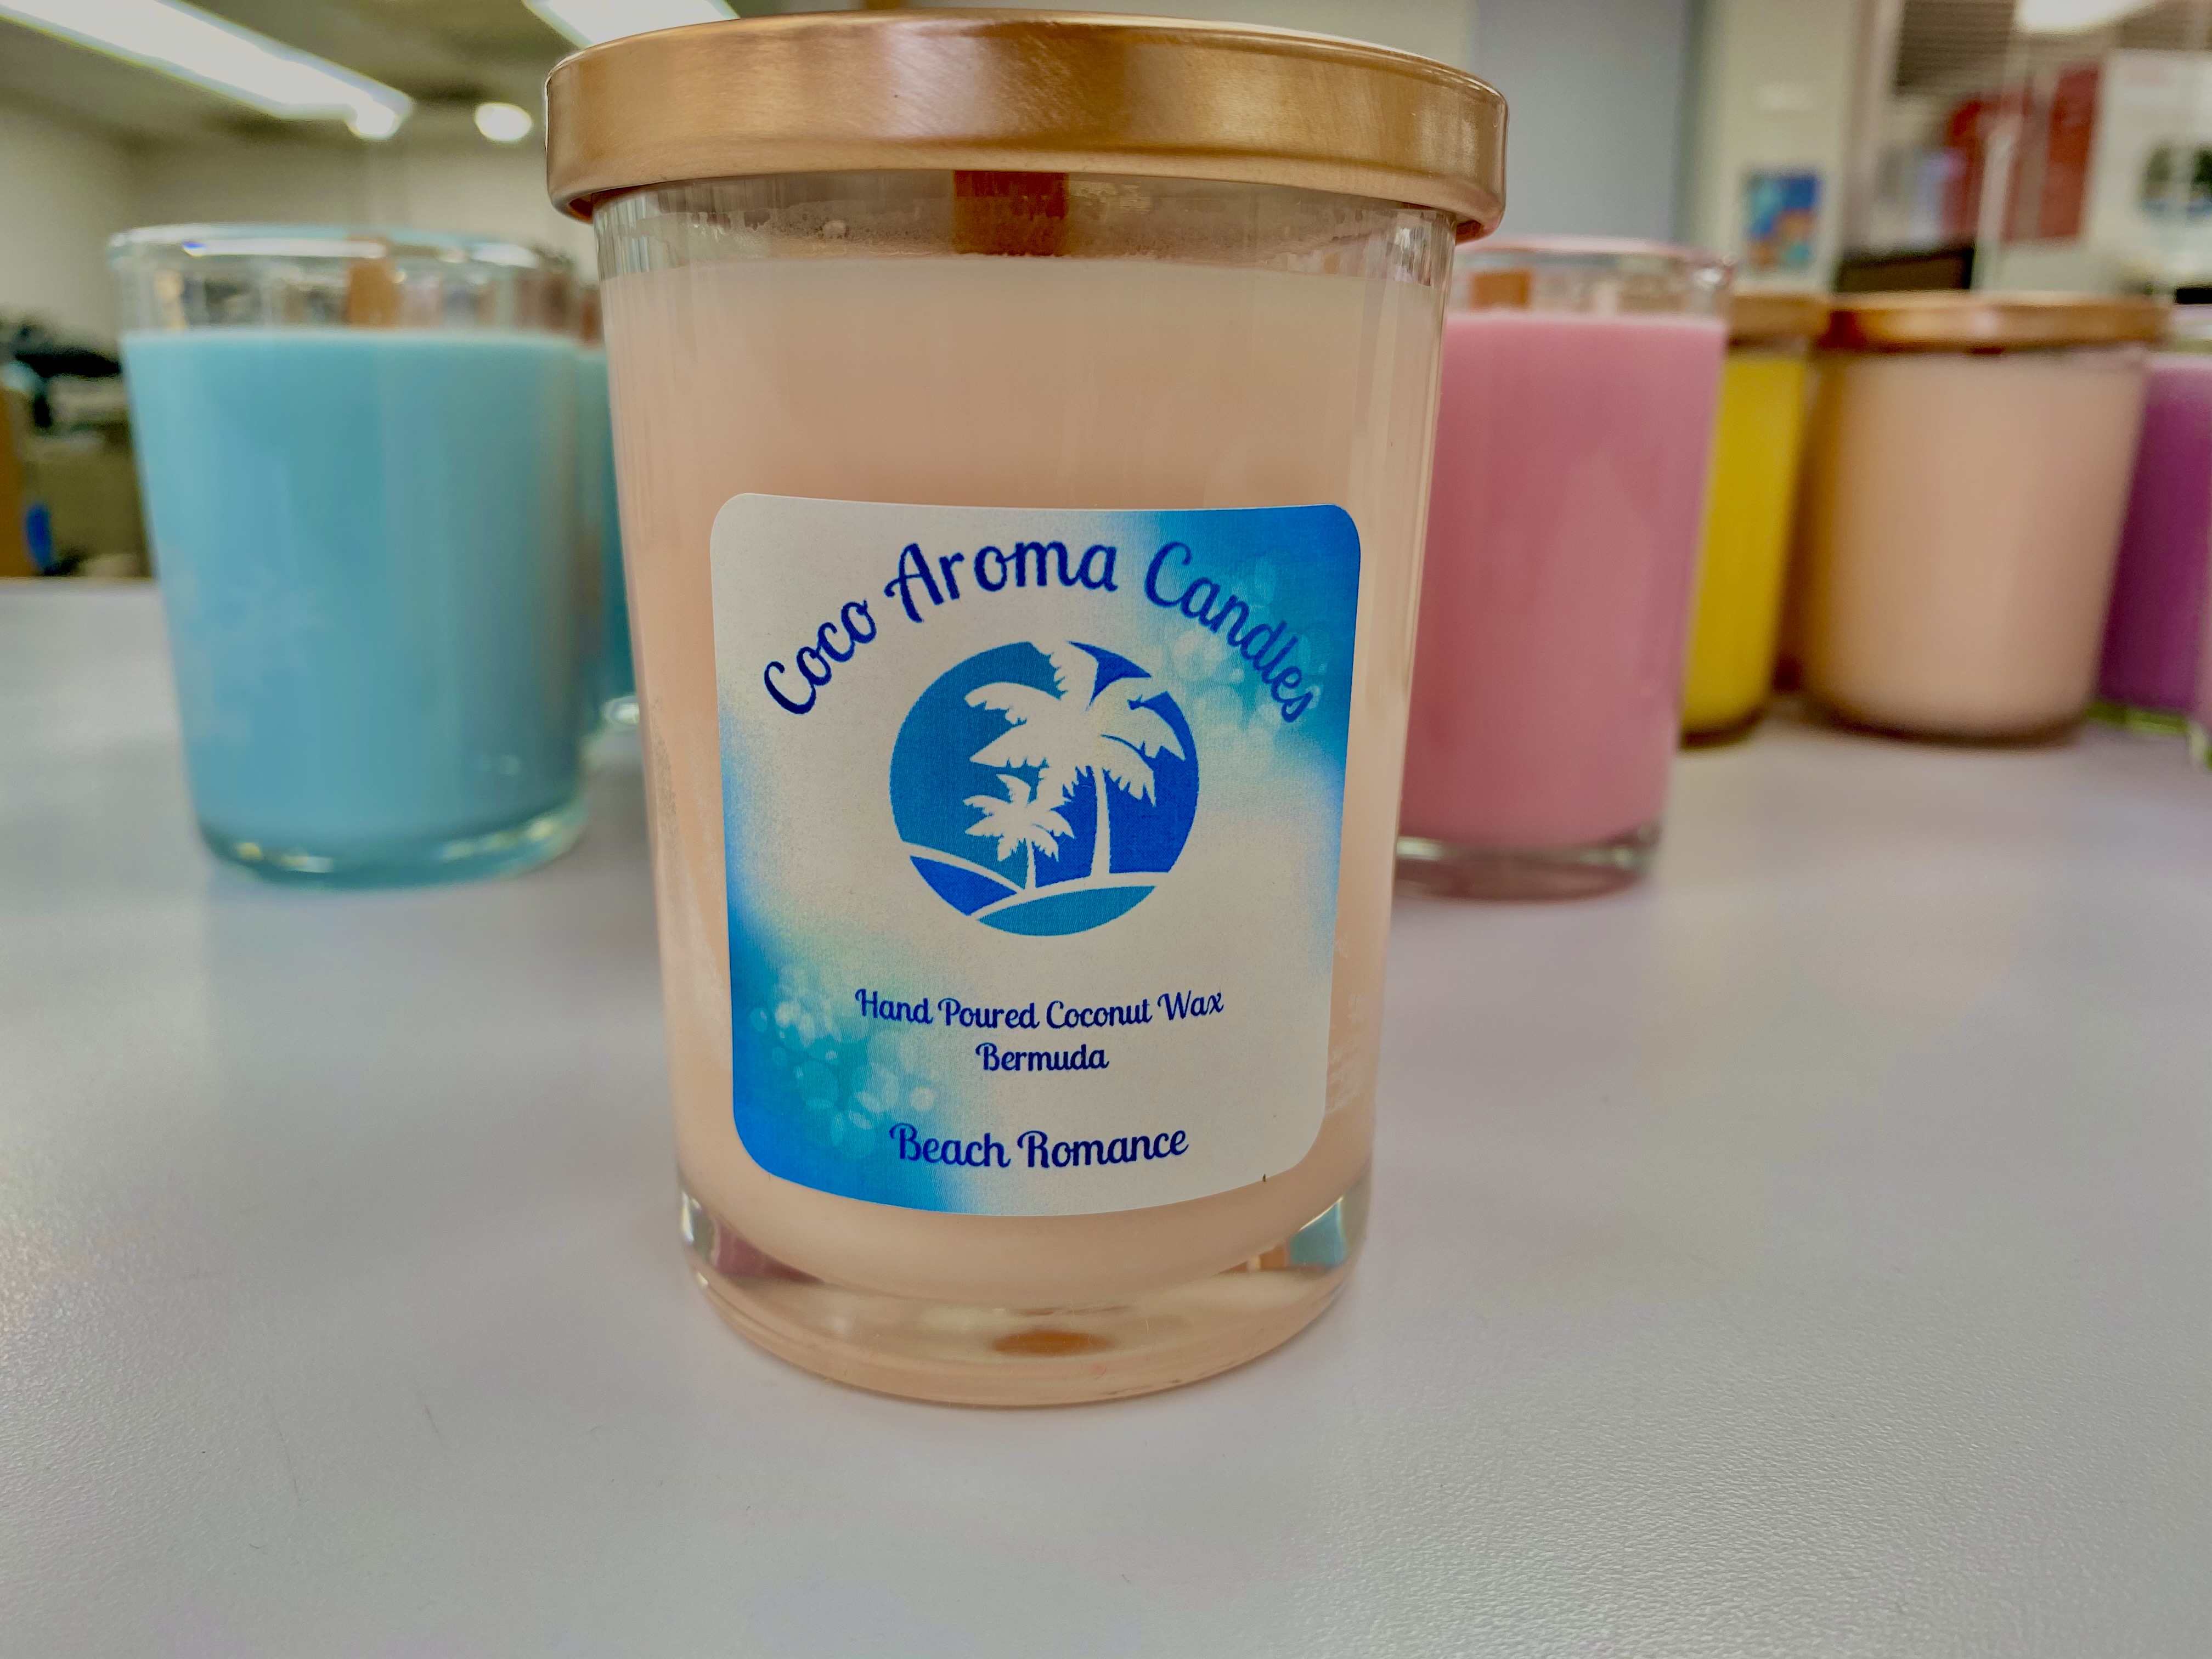 Coco Aroma Candles
Hand Poured Coconut Wax
Bermuda
Beach Romance